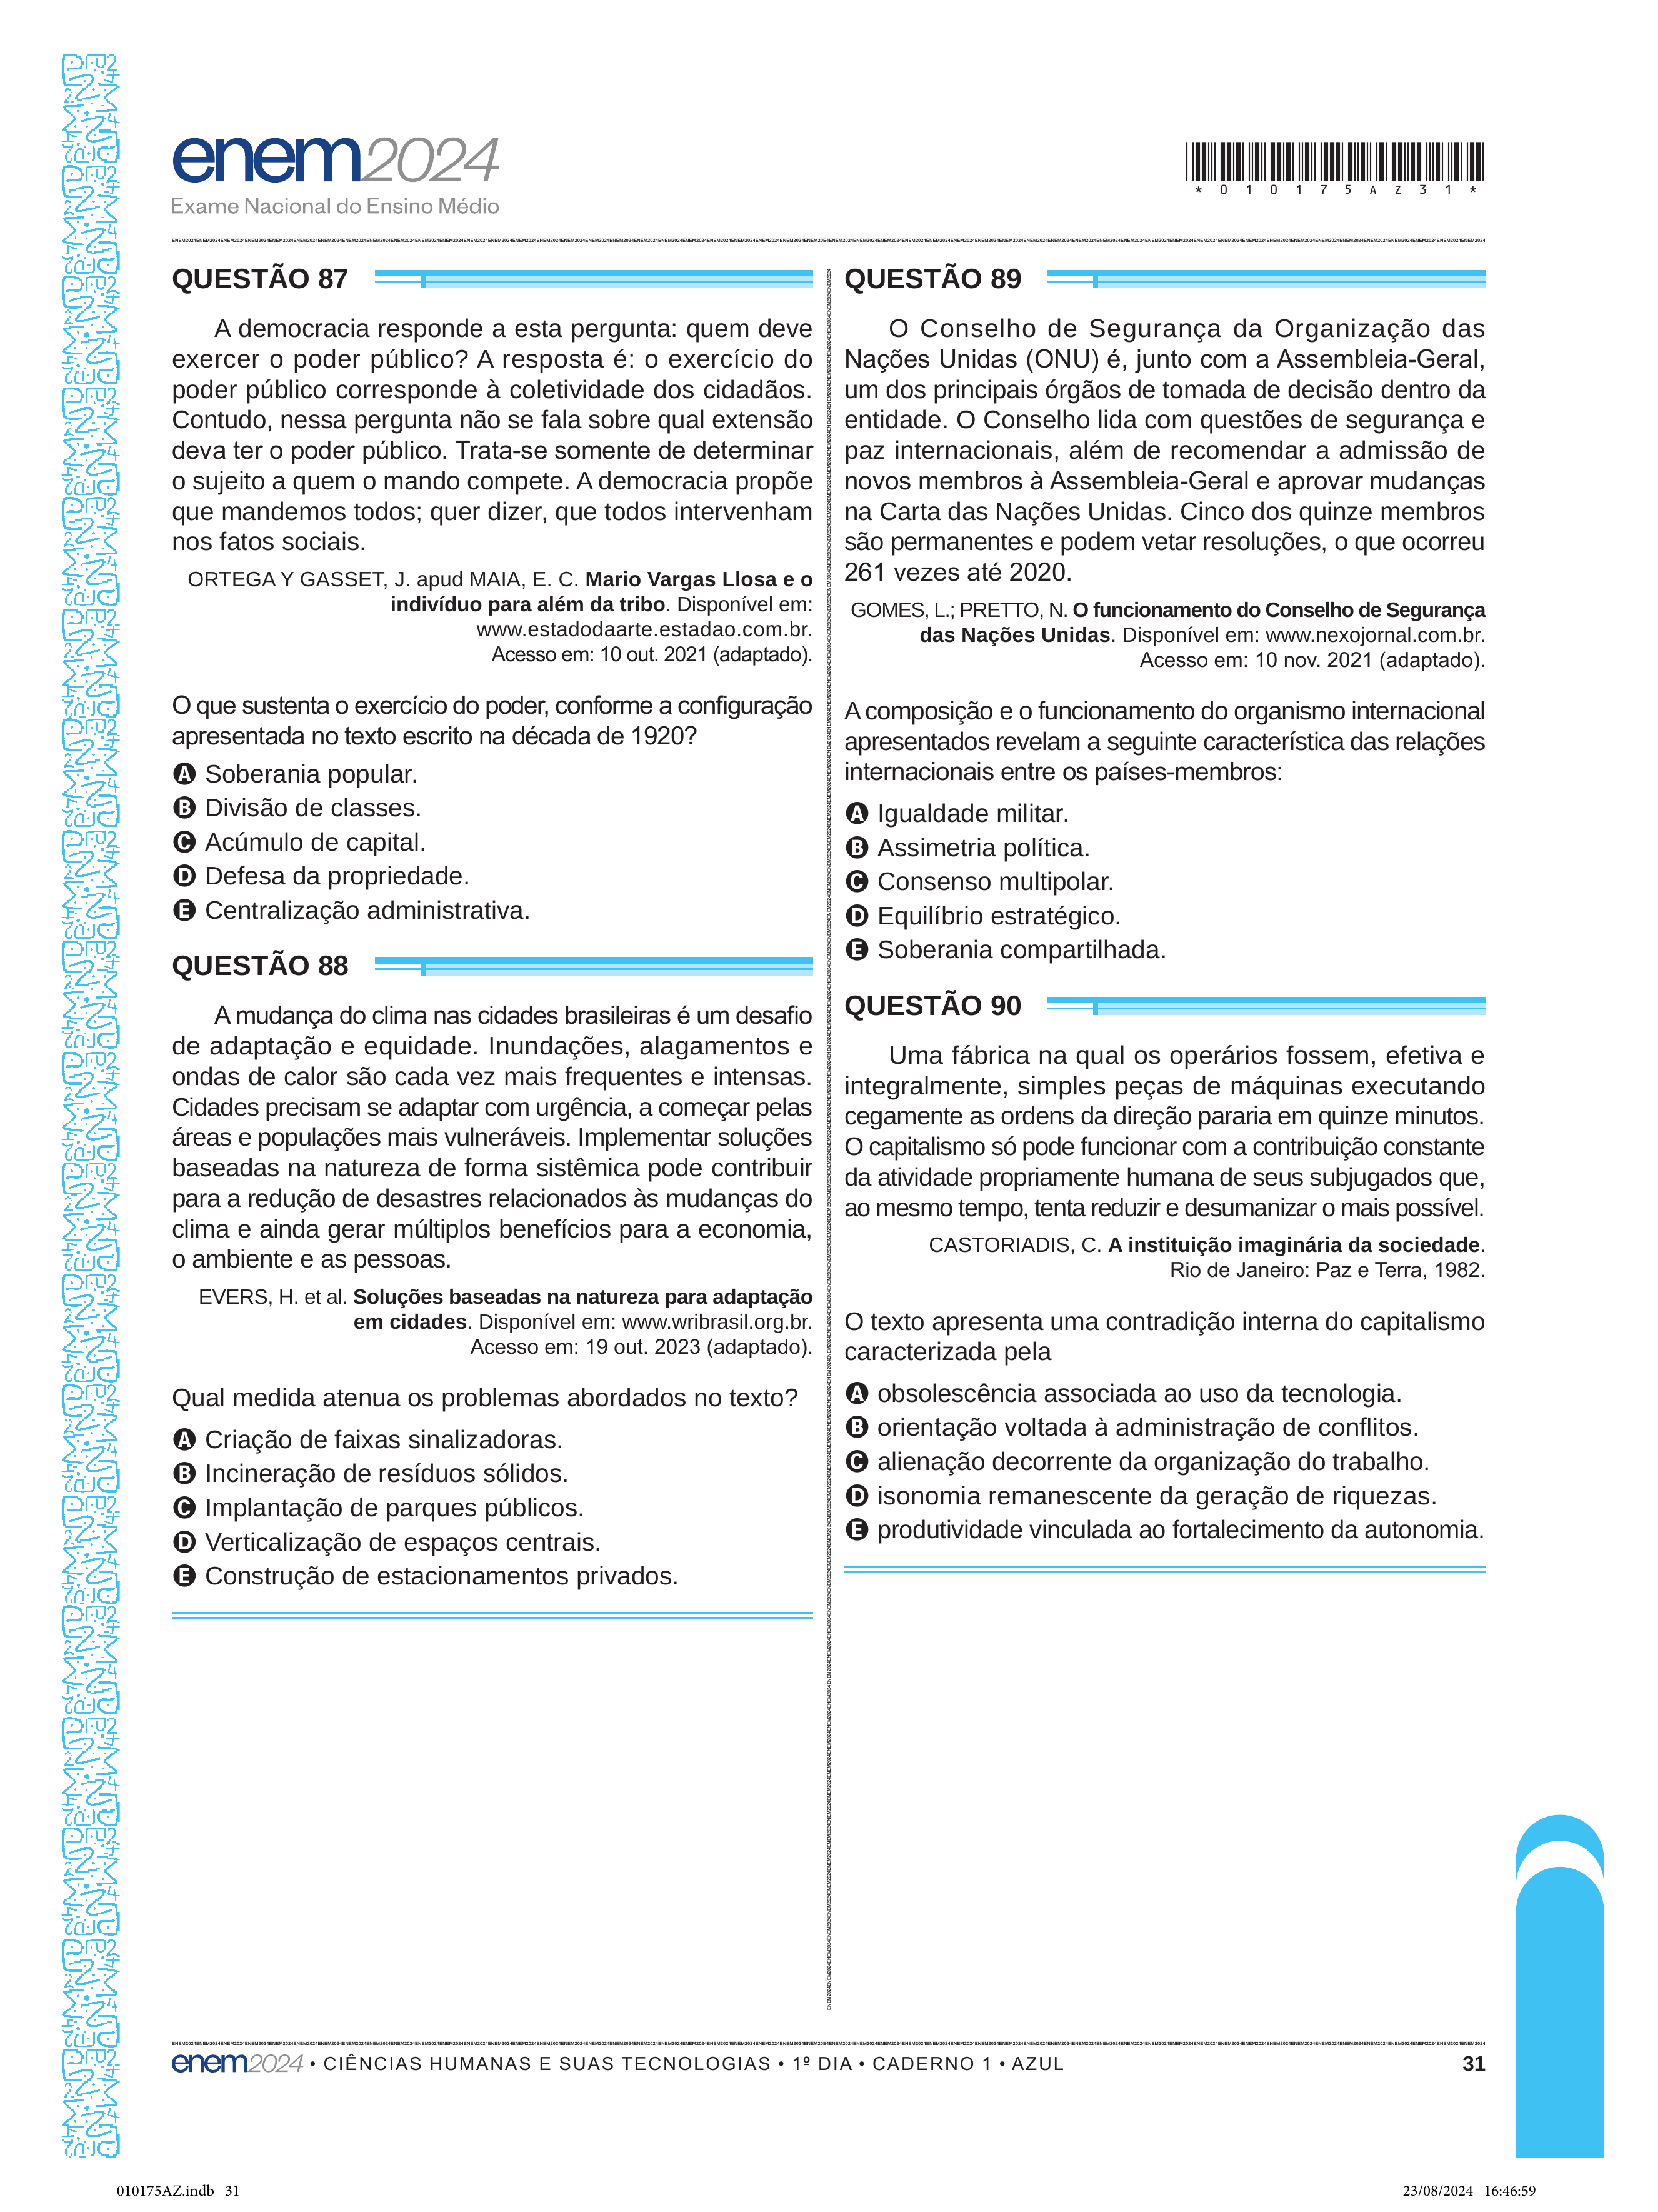 enem2024
Exame Nacional do Ensino Médio
*010175AZ31*
QUESTÃO 87
A democracia responde a esta pergunta: quem deve
exercer o poder público? A resposta é: o exercício do
poder público corresponde à coletividade dos cidadãos.
Contudo, nessa pergunta não se fala sobre qual extensão
deva ter o poder público. Trata-se somente de determinar
o sujeito a quem o mando compete. A democracia propõe
que mandemos todos; quer dizer, que todos intervenham
nos fatos sociais.
ORTEGA Y GASSET, J. apud MAIA, E. C. Mario Vargas Llosa e o
indivíduo para além da tribo. Disponível em:
www.estadodaarte.estadao.com.br.
Acesso em: 10 out. 2021 (adaptado).
O que sustenta o exercício do poder, conforme a configuração
apresentada no texto escrito na década de 1920?
A Soberania popular.
B Divisão de classes.
C Acúmulo de capital.
D Defesa da propriedade.
E Centralização administrativa.
QUESTÃO 88
A mudança do clima nas cidades brasileiras é um desafio
de adaptação e equidade. Inundações, alagamentos e
ondas de calor são cada vez mais frequentes e intensas.
Cidades precisam se adaptar com urgência, a começar pelas
áreas e populações mais vulneráveis. Implementar soluções
baseadas na natureza de forma sistêmica pode contribuir
para a redução de desastres relacionados às mudanças do
clima e ainda gerar múltiplos benefícios para a economia,
o ambiente e as pessoas.
EVERS, H. et al. Soluções baseadas na natureza para adaptação
em cidades. Disponível em: www.wribrasil.org.br.
Acesso em: 19 out. 2023 (adaptado).
Qual medida atenua os problemas abordados no texto?
A Criação de faixas sinalizadoras.
B Incineração de resíduos sólidos.
C Implantação de parques públicos.
D Verticalização de espaços centrais.
E Construção de estacionamentos privados.
QUESTÃO 89
O Conselho de Segurança da Organização das
Nações Unidas (ONU) é, junto com a Assembleia-Geral,
um dos principais órgãos de tomada de decisão dentro da
entidade. O Conselho lida com questões de segurança e
paz internacionais, além de recomendar a admissão de
novos membros à Assembleia-Geral e aprovar mudanças
na Carta das Nações Unidas. Cinco dos quinze membros
são permanentes e podem vetar resoluções, o que ocorreu
261 vezes até 2020.
GOMES, L.; PRETTO, N. O funcionamento do Conselho de Segurança
das Nações Unidas. Disponível em: www.nexojornal.com.br.
Acesso em: 10 nov. 2021 (adaptado).
A composição e o funcionamento do organismo internacional
apresentados revelam a seguinte característica das relações
internacionais entre os países-membros:
A Igualdade militar.
B Assimetria política.
C Consenso multipolar.
D Equilíbrio estratégico.
E Soberania compartilhada.
QUESTÃO 90
Uma fábrica na qual os operários fossem, efetiva e
integralmente, simples peças de máquinas executando
cegamente as ordens da direção pararia em quinze minutos.
O capitalismo só pode funcionar com a contribuição constante
da atividade propriamente humana de seus subjugados que,
ao mesmo tempo, tenta reduzir e desumanizar o mais possível.
CASTORIADIS, C. A instituição imaginária da sociedade.
Rio de Janeiro: Paz e Terra, 1982.
O texto apresenta uma contradição interna do capitalismo
caracterizada pela
A obsolescência associada ao uso da tecnologia.
B orientação voltada à administração de conflitos.
C alienação decorrente da organização do trabalho.
D isonomia remanescente da geração de riquezas.
E produtividade vinculada ao fortalecimento da autonomia.
enem2024 • CIÊNCIAS HUMANAS E SUAS TECNOLOGIAS • 1º DIA • CADERNO 1 • AZUL
31
010175AZ.indb 31
23/08/2024 16:46:59